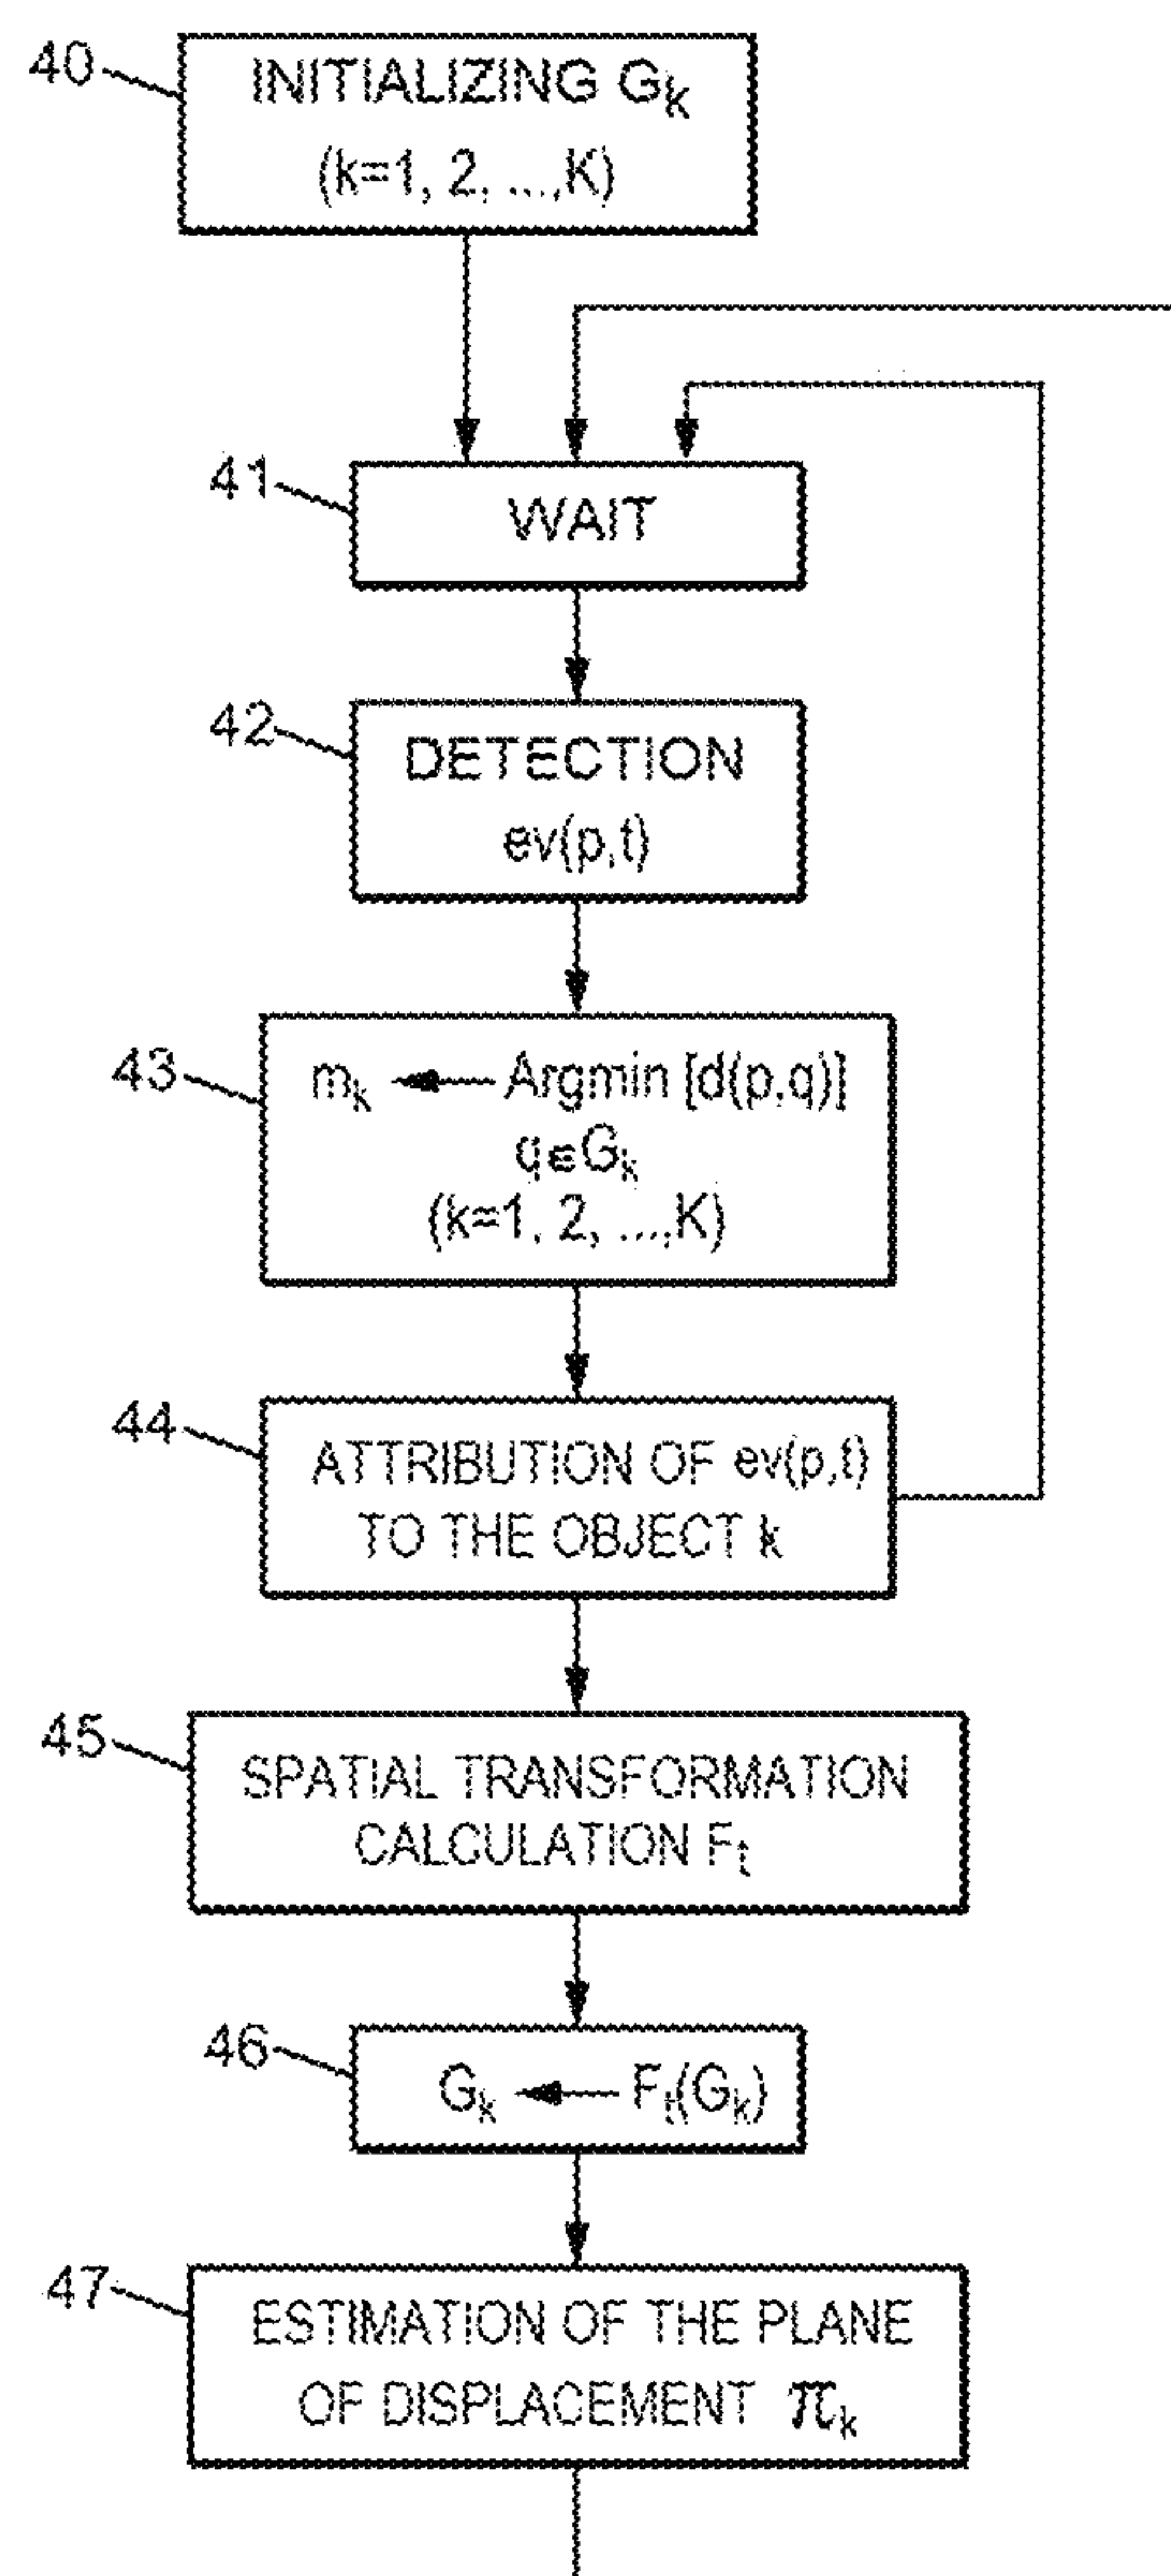 40
INITIALIZING Gk
(k=1, 2, ...,K)
41
WAIT
42
DETECTION
ev(p,t)
43
mk ← Argmin [d(p,q)]
q∈Gk
(k=1, 2, ...,K)
44
ATTRIBUTION OF ev(p,t)
TO THE OBJECT k
45
SPATIAL TRANSFORMATION
CALCULATION Ft
46
Gk ← Ft(Gk)
47
ESTIMATION OF THE PLANE
OF DISPLACEMENT πk